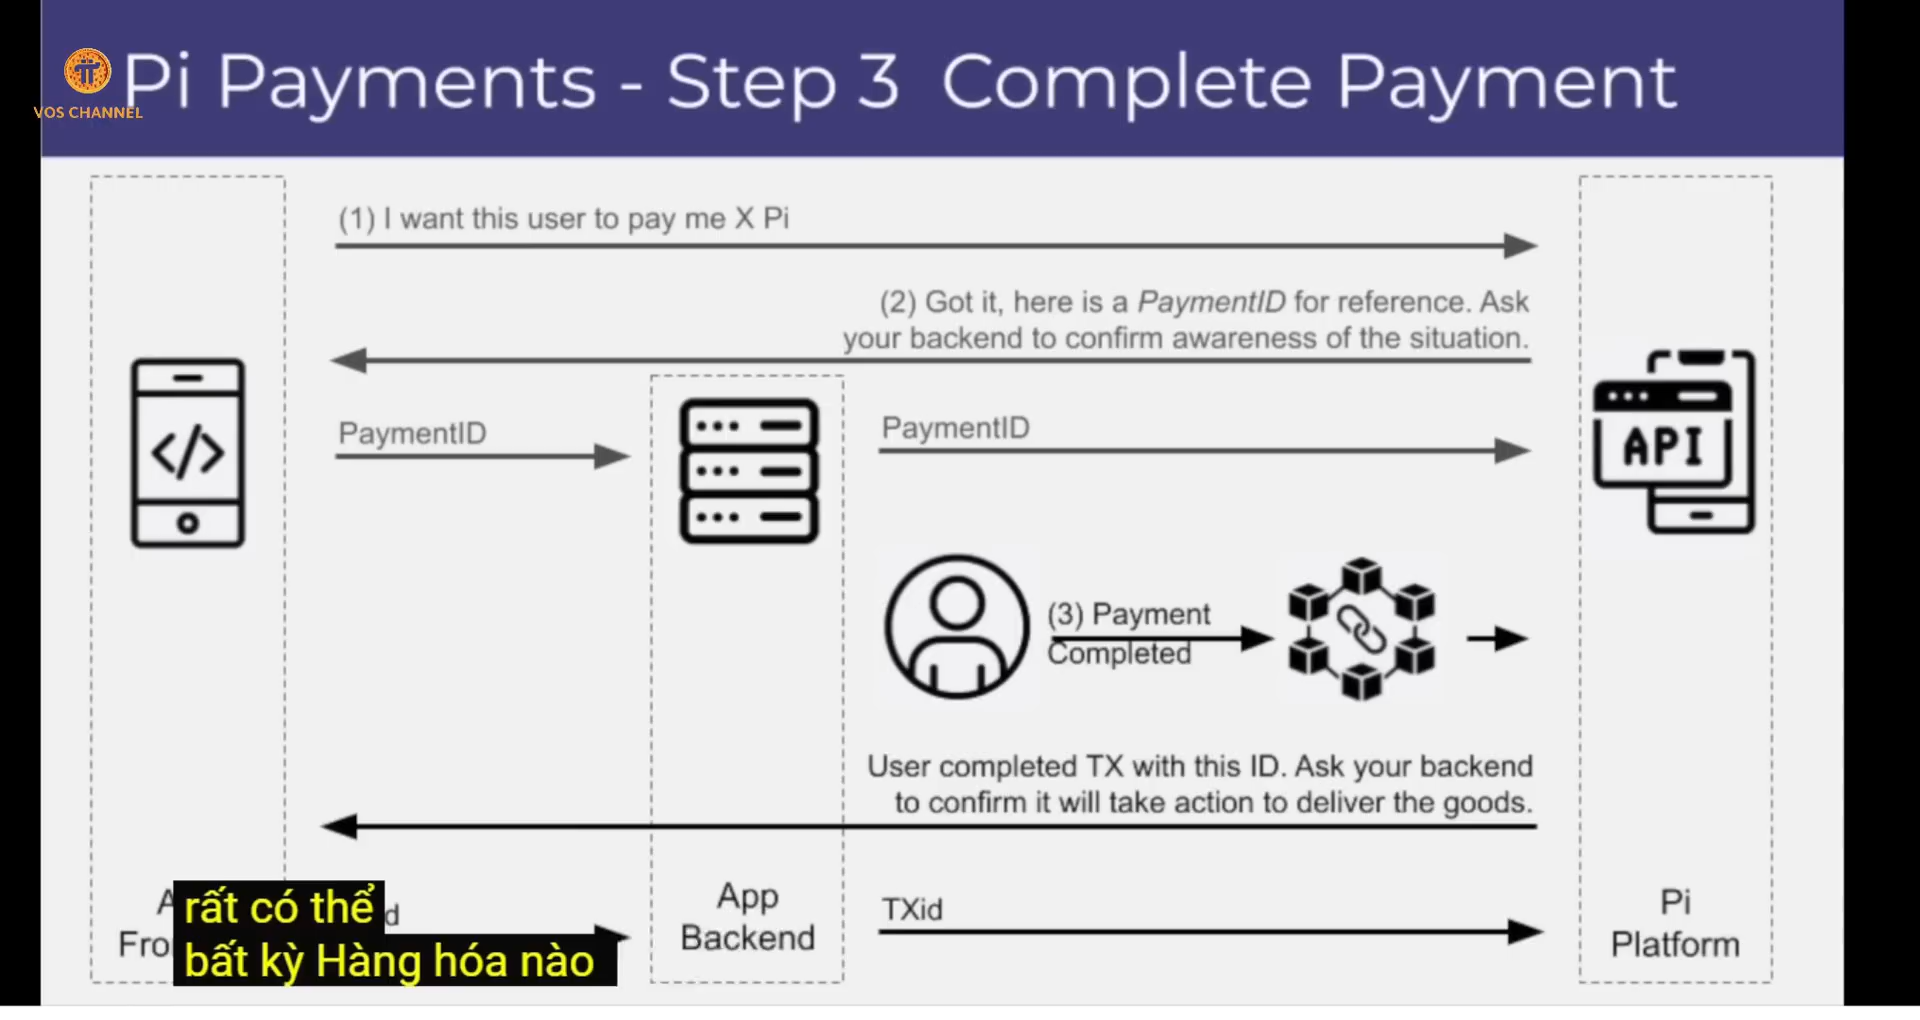 Pi Payments - Step 3 Complete Payment
VOS CHANNEL
(1) I want this user to pay me X Pi
(2) Got it, here is a PaymentID for reference. Ask
your backend to confirm awareness of the situation.
PaymentID
PaymentID
API
(3) Payment
Completed
User completed TX with this ID. Ask your backend
to confirm it will take action to deliver the goods.
App
Backend
TXid
Pi
Platform
rất có thể
bất kỳ Hàng hóa nào